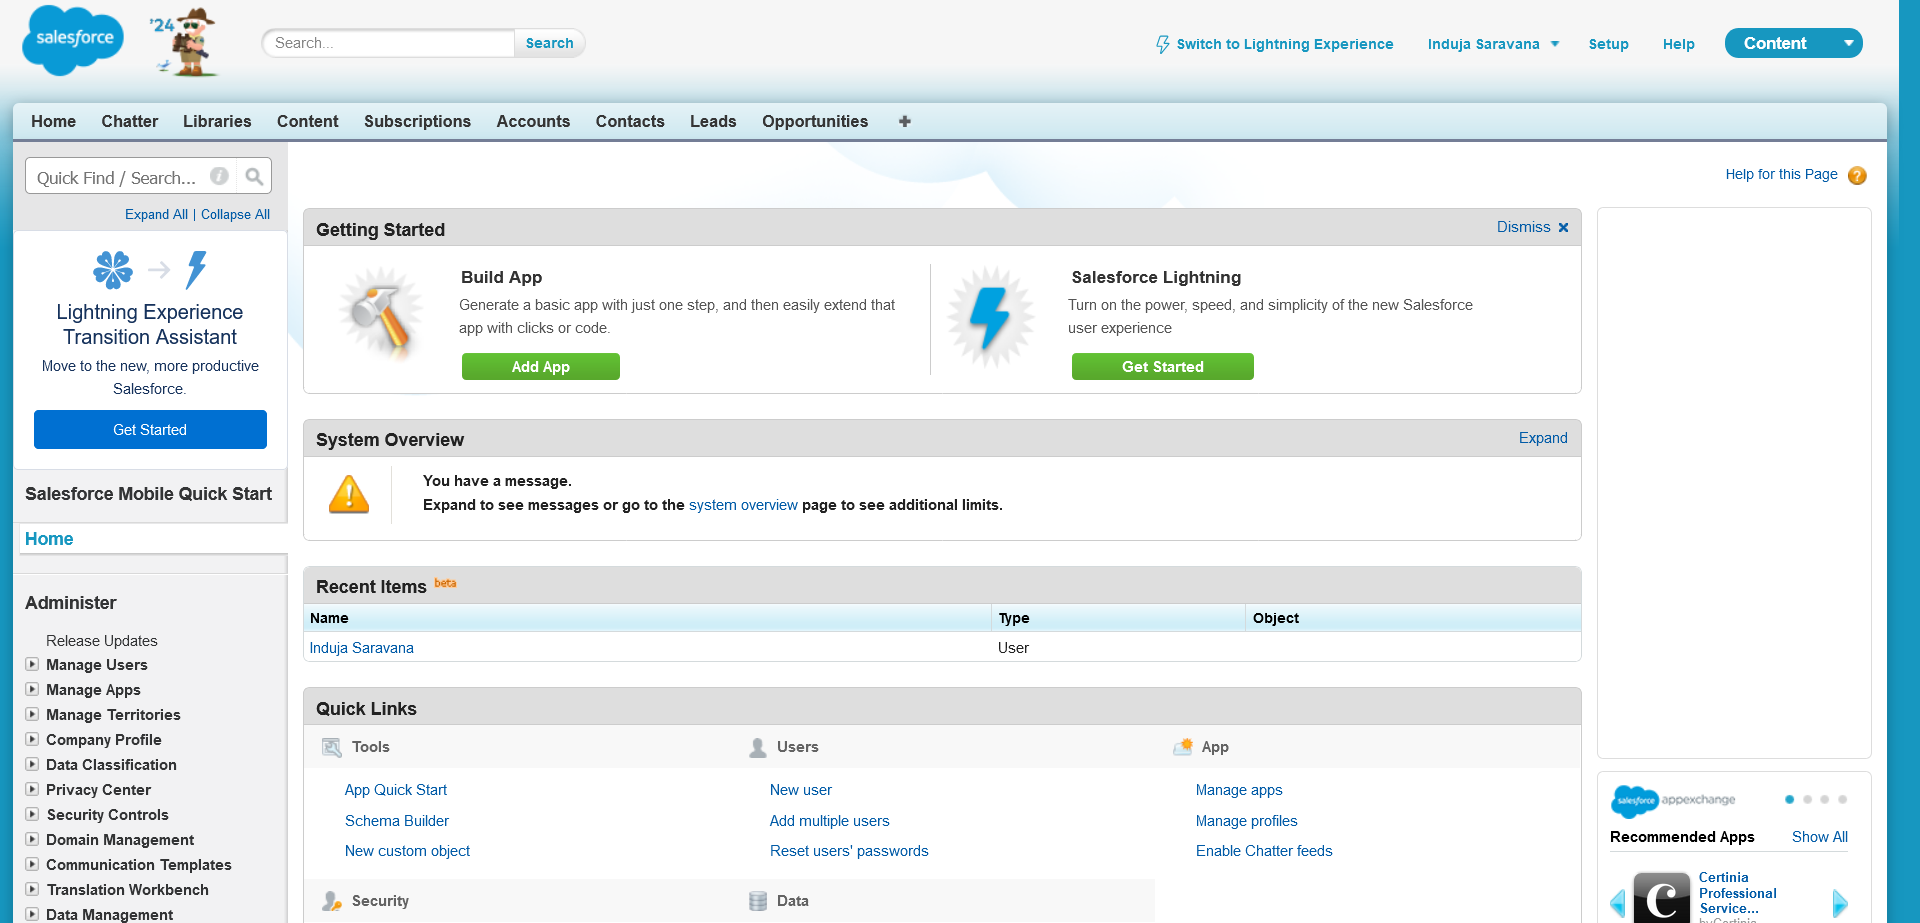 salesforce
'24
Search...
Search
Switch to Lightning Experience
Induja Saravana
Setup
Help
Content
Home
Chatter
Libraries
Content
Subscriptions
Accounts
Contacts
Leads
Opportunities
Quick Find / Search...
Expand All | Collapse All
Lightning Experience
Transition Assistant
Move to the new, more productive
Salesforce.
Get Started
Salesforce Mobile Quick Start
Home
Administer
Release Updates
Manage Users
Manage Apps
Manage Territories
Company Profile
Data Classification
Privacy Center
Security Controls
Domain Management
Communication Templates
Translation Workbench
Data Management
Help for this Page
Getting Started
Dismiss
Build App
Generate a basic app with just one step, and then easily extend that
app with clicks or code.
Add App
Salesforce Lightning
Turn on the power, speed, and simplicity of the new Salesforce
user experience
Get Started
System Overview
Expand
You have a message.
Expand to see messages or go to the system overview page to see additional limits.
Recent Items beta
Name Type Object
Induja Saravana User
Quick Links
Tools
App Quick Start
Schema Builder
New custom object
Users
New user
Add multiple users
Reset users' passwords
App
Manage apps
Manage profiles
Enable Chatter feeds
Security
Data
salesforce appexchange
Recommended Apps
Show All
Certinia
Professional
Service...